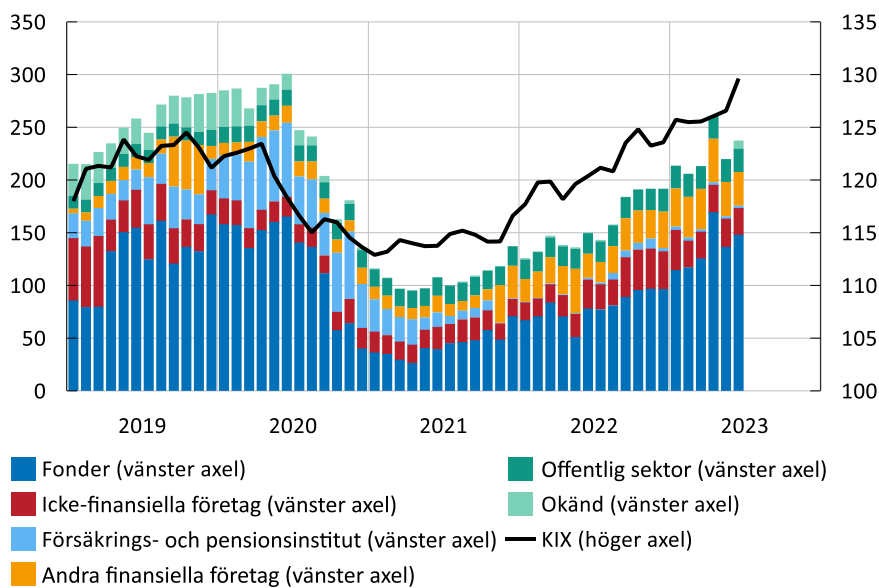 350 135
300 130
250 125
200 120
150 115
100 110
50 105
0 100
2019 2020 2021 2022 2023
Fonder (vänster axel)
Icke-finansiella företag (vänster axel)
Försäkrings- och pensionsinstitut (vänster axel)
Andra finansiella företag (vänster axel)
Offentlig sektor (vänster axel)
Okänd (vänster axel)
KIX (höger axel)